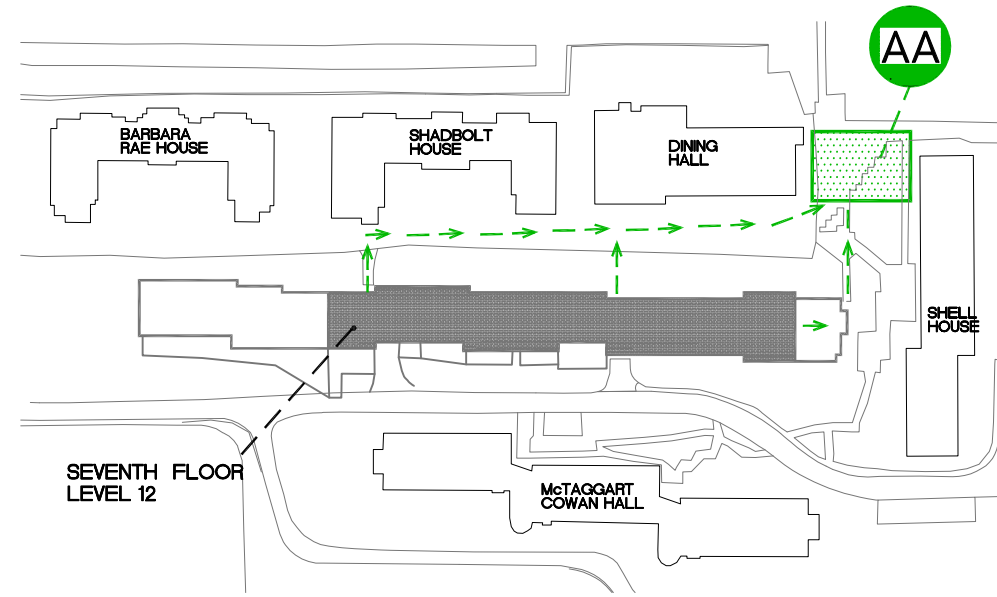 AA
BARBARA
RAE HOUSE
SHADBOLT
HOUSE
DINING
HALL
SHELL
HOUSE
SEVENTH FLOOR
LEVEL 12
McTAGGART
COWAN HALL